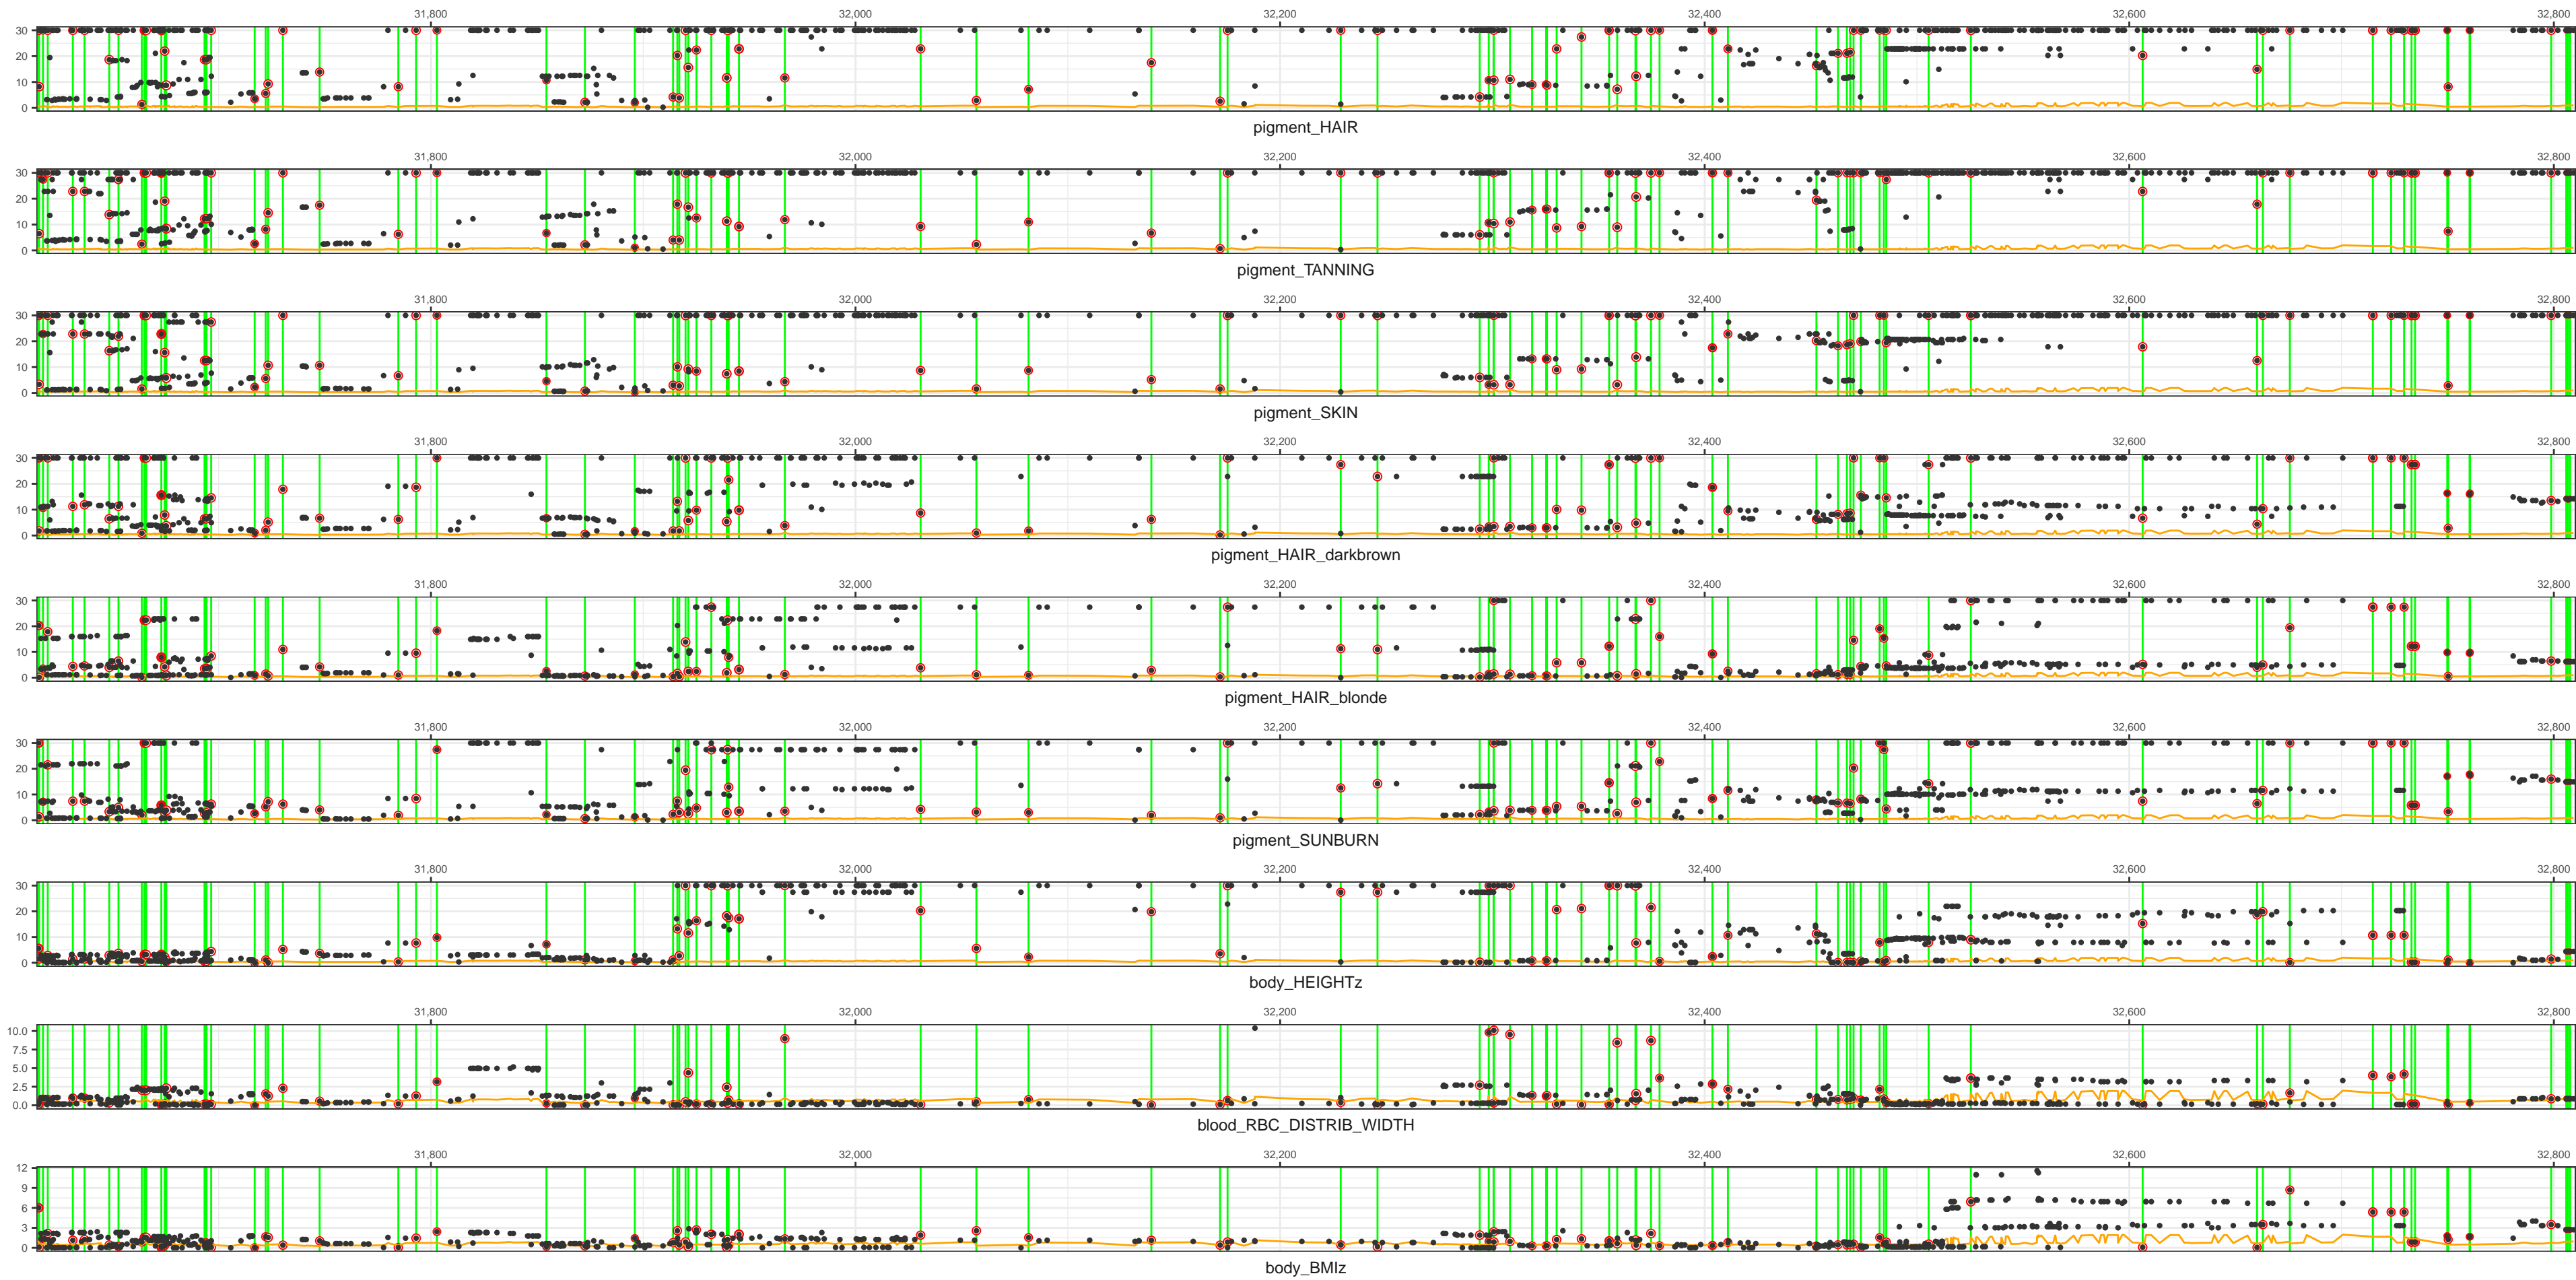 31,800 32,000 32,200 32,400 32,600 32,800
30
20
10
0
pigment_HAIR
31,800 32,000 32,200 32,400 32,600 32,800
30
20
10
0
pigment_TANNING
31,800 32,000 32,200 32,400 32,600 32,800
30
20
10
0
pigment_SKIN
31,800 32,000 32,200 32,400 32,600 32,800
30
20
10
0
pigment_HAIR_darkbrown
31,800 32,000 32,200 32,400 32,600 32,800
30
20
10
0
pigment_HAIR_blonde
31,800 32,000 32,200 32,400 32,600 32,800
30
20
10
0
pigment_SUNBURN
31,800 32,000 32,200 32,400 32,600 32,800
30
20
10
0
body_HEIGHTz
31,800 32,000 32,200 32,400 32,600 32,800
10.0
7.5
5.0
2.5
0.0
blood_RBC_DISTRIB_WIDTH
31,800 32,000 32,200 32,400 32,600 32,800
12
9
6
3
0
body_BMIz